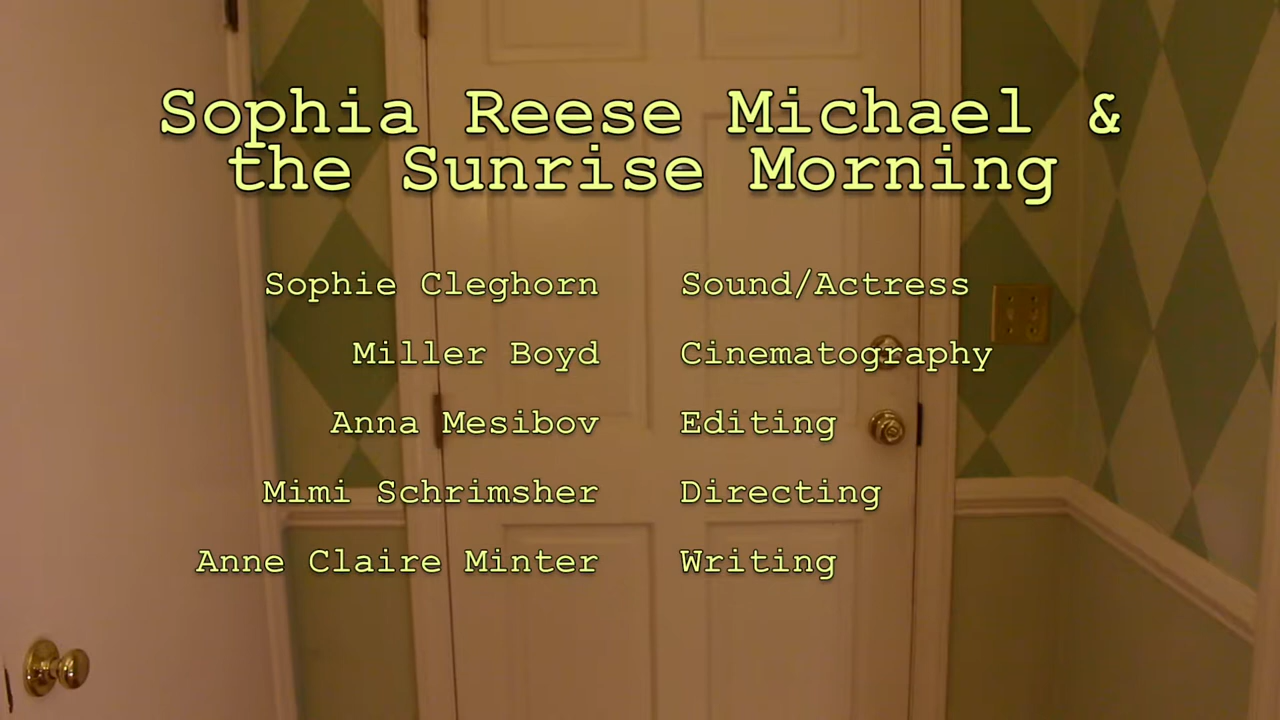 Sophia Reese Michael &
the Sunrise Morning
Sophie Cleghorn Sound/Actress
Miller Boyd Cinematography
Anna Mesibov Editing
Mimi Schrimsher Directing
Anne Claire Minter Writing